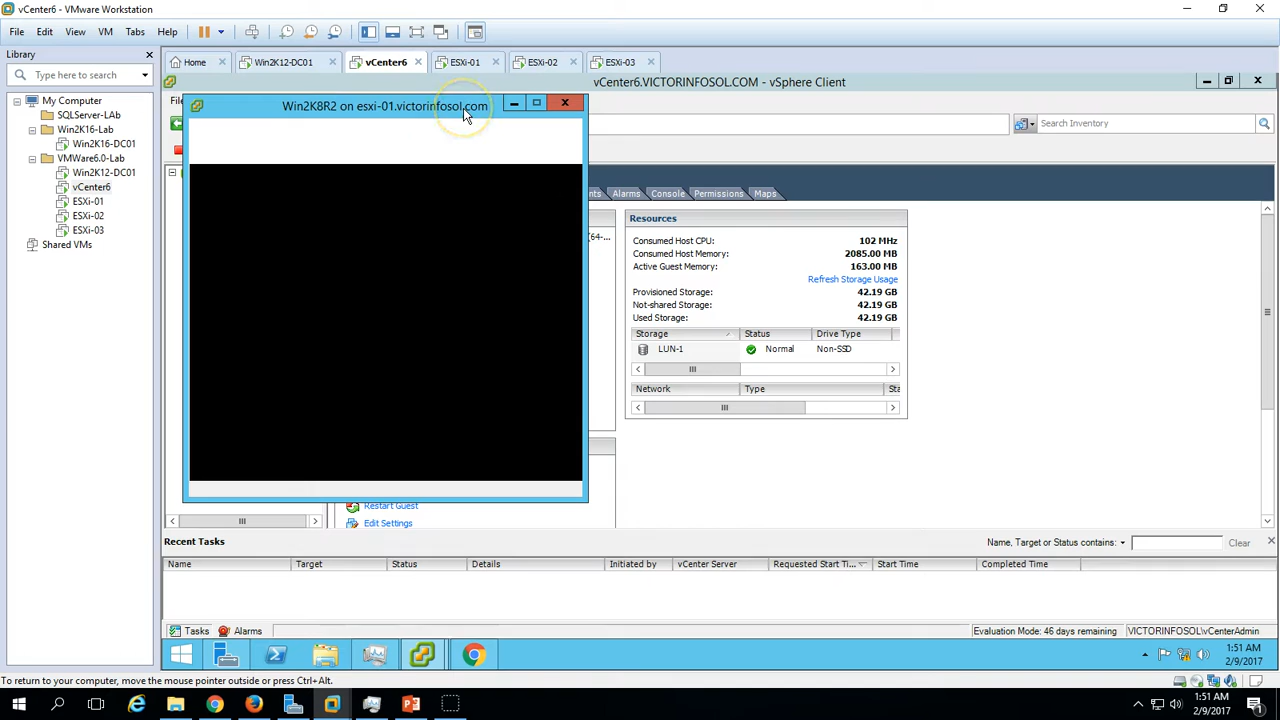 vCenter6 - VMware Workstation
File Edit View VM Tabs Help
Library
Type here to search
My Computer
SQLServer-LAb
Win2K16-Lab
Win2K16-DC01
VMWare6.0-Lab
Win2K12-DC01
vCenter6
ESXi-01
ESXi-02
ESXi-03
Shared VMs
Home Win2K12-DC01 vCenter6 ESXi-01 ESXi-02 ESXi-03
vCenter6.VICTORINFOSOL.COM - vSphere Client
Win2K8R2 on esxi-01.victorinfosol.com
Search Inventory
nts Alarms Console Permissions Maps
[64-...
Resources
Consumed Host CPU: 102 MHz
Consumed Host Memory: 2085.00 MB
Active Guest Memory: 163.00 MB
Refresh Storage Usage
Provisioned Storage: 42.19 GB
Not-shared Storage: 42.19 GB
Used Storage: 42.19 GB
Storage Status Drive Type
LUN-1 Normal Non-SSD
Network Type Sta
Restart Guest
Edit Settings
Recent Tasks
Name, Target or Status contains: Clear
Name Target Status Details Initiated by vCenter Server Requested Start Ti... Start Time Completed Time
Tasks Alarms
Evaluation Mode: 46 days remaining VICTORINFOSOL\vCenterAdmin
1:51 AM
2/9/2017
To return to your computer, move the mouse pointer outside or press Ctrl+Alt.
1:51 AM
2/9/2017